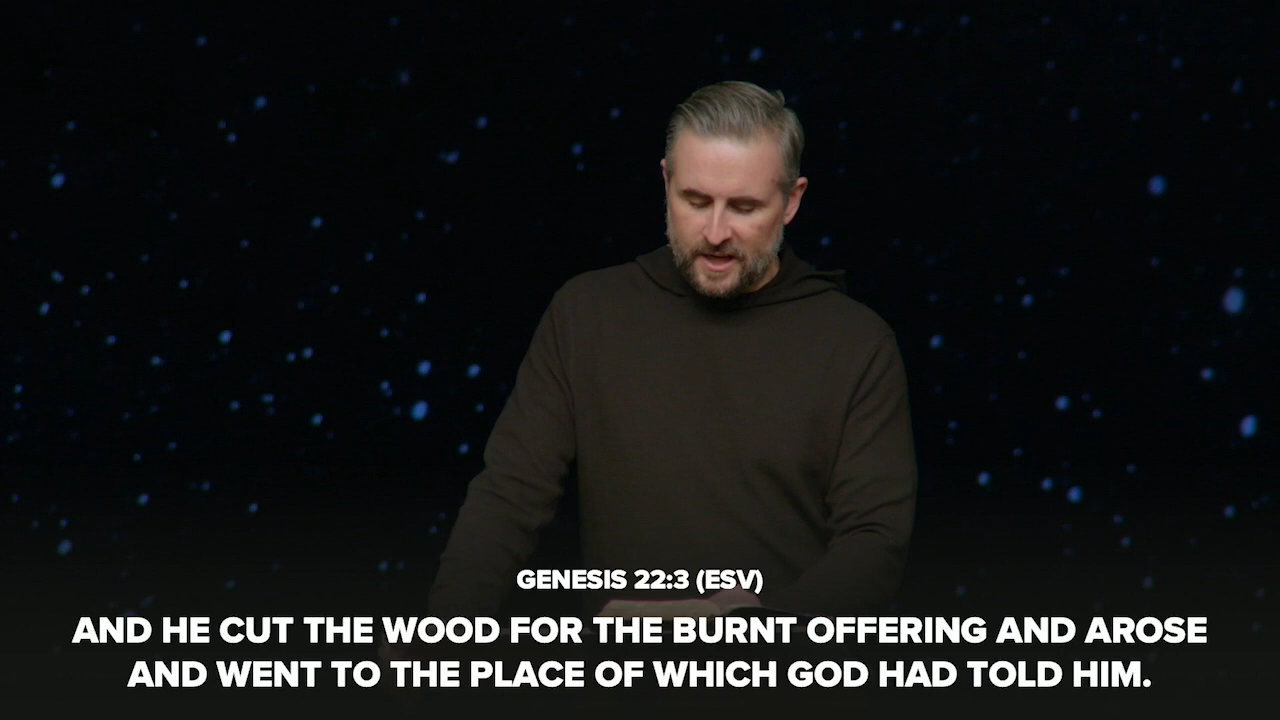 GENESIS 22:3 (ESV)
AND HE CUT THE WOOD FOR THE BURNT OFFERING AND AROSE
AND WENT TO THE PLACE OF WHICH GOD HAD TOLD HIM.